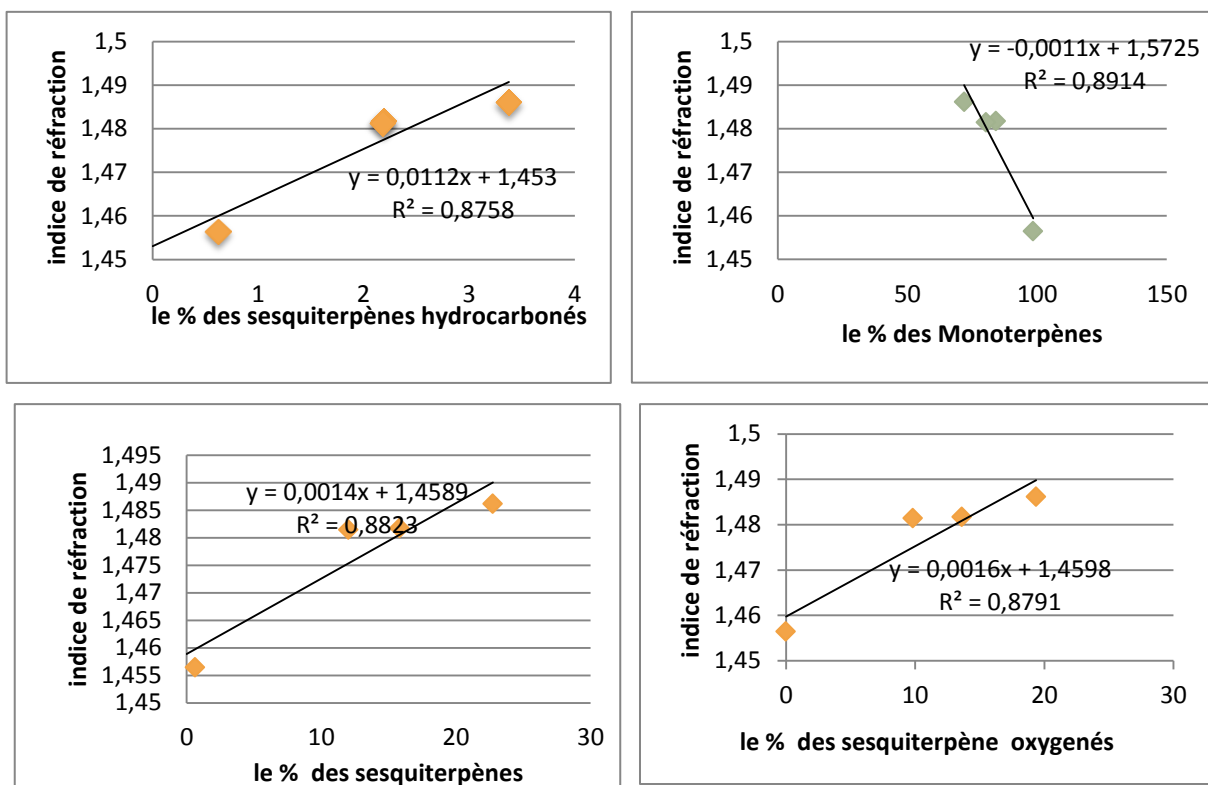 1,5
1,49
1,48
1,47
1,46
1,45
indice de réfraction
y = 0,0112x + 1,453
R² = 0,8758
0 1 2 3 4
le % des sesquiterpènes hydrocarbonés
1,5
1,49
1,48
1,47
1,46
1,45
indice de réfraction
y = -0,0011x + 1,5725
R² = 0,8914
0 50 100 150
le % des Monoterpènes
1,495
1,49
1,485
1,48
1,475
1,47
1,465
1,46
1,455
1,45
indice de réfraction
y = 0,0014x + 1,4589
R² = 0,8823
0 10 20 30
le % des sesquiterpènes
1,5
1,49
1,48
1,47
1,46
1,45
indice de réfraction
y = 0,0016x + 1,4598
R² = 0,8791
0 10 20 30
le % des sesquiterpène oxygenés